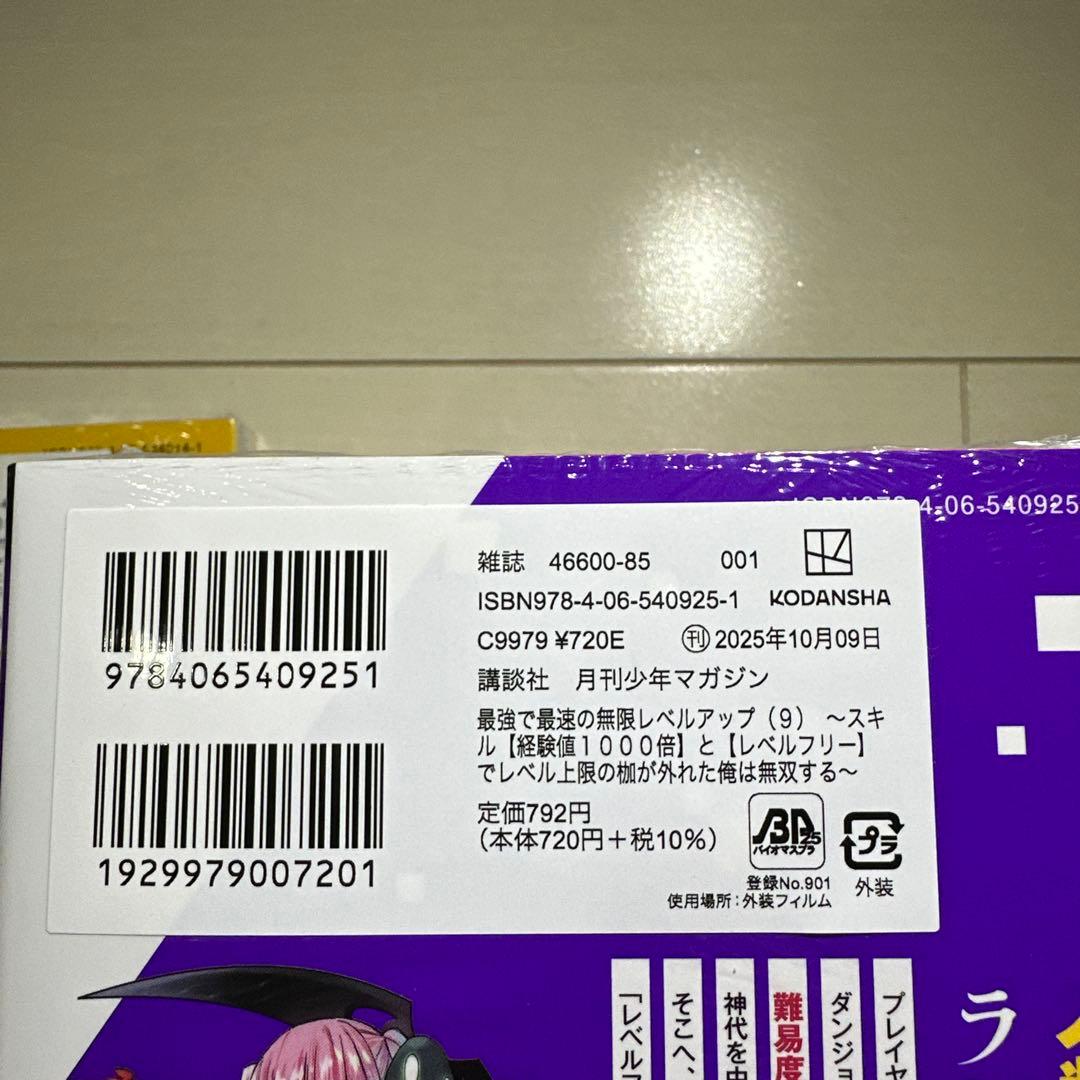 4-06-540925
雑誌 46600-85 001
ISBN978-4-06-540925-1 KODANSHA
C9979 ¥720E ㊑2025年10月09日
講談社 月刊少年マガジン
最強で最速の無限レベルアップ（9） ～スキ
ル【経験値１０００倍】と【レベルフリー】
でレベル上限の枷が外れた俺は無双する～
定価792円
（本体720円＋税10%）
9784065409251
1929979007201
25
バイオマスプラ
登録No.901
使用場所：外装フィルム
プラ
外装
プレイヤ
ダンジョ
難易度
神代を中
そこへ、
「レベルフ
ラ